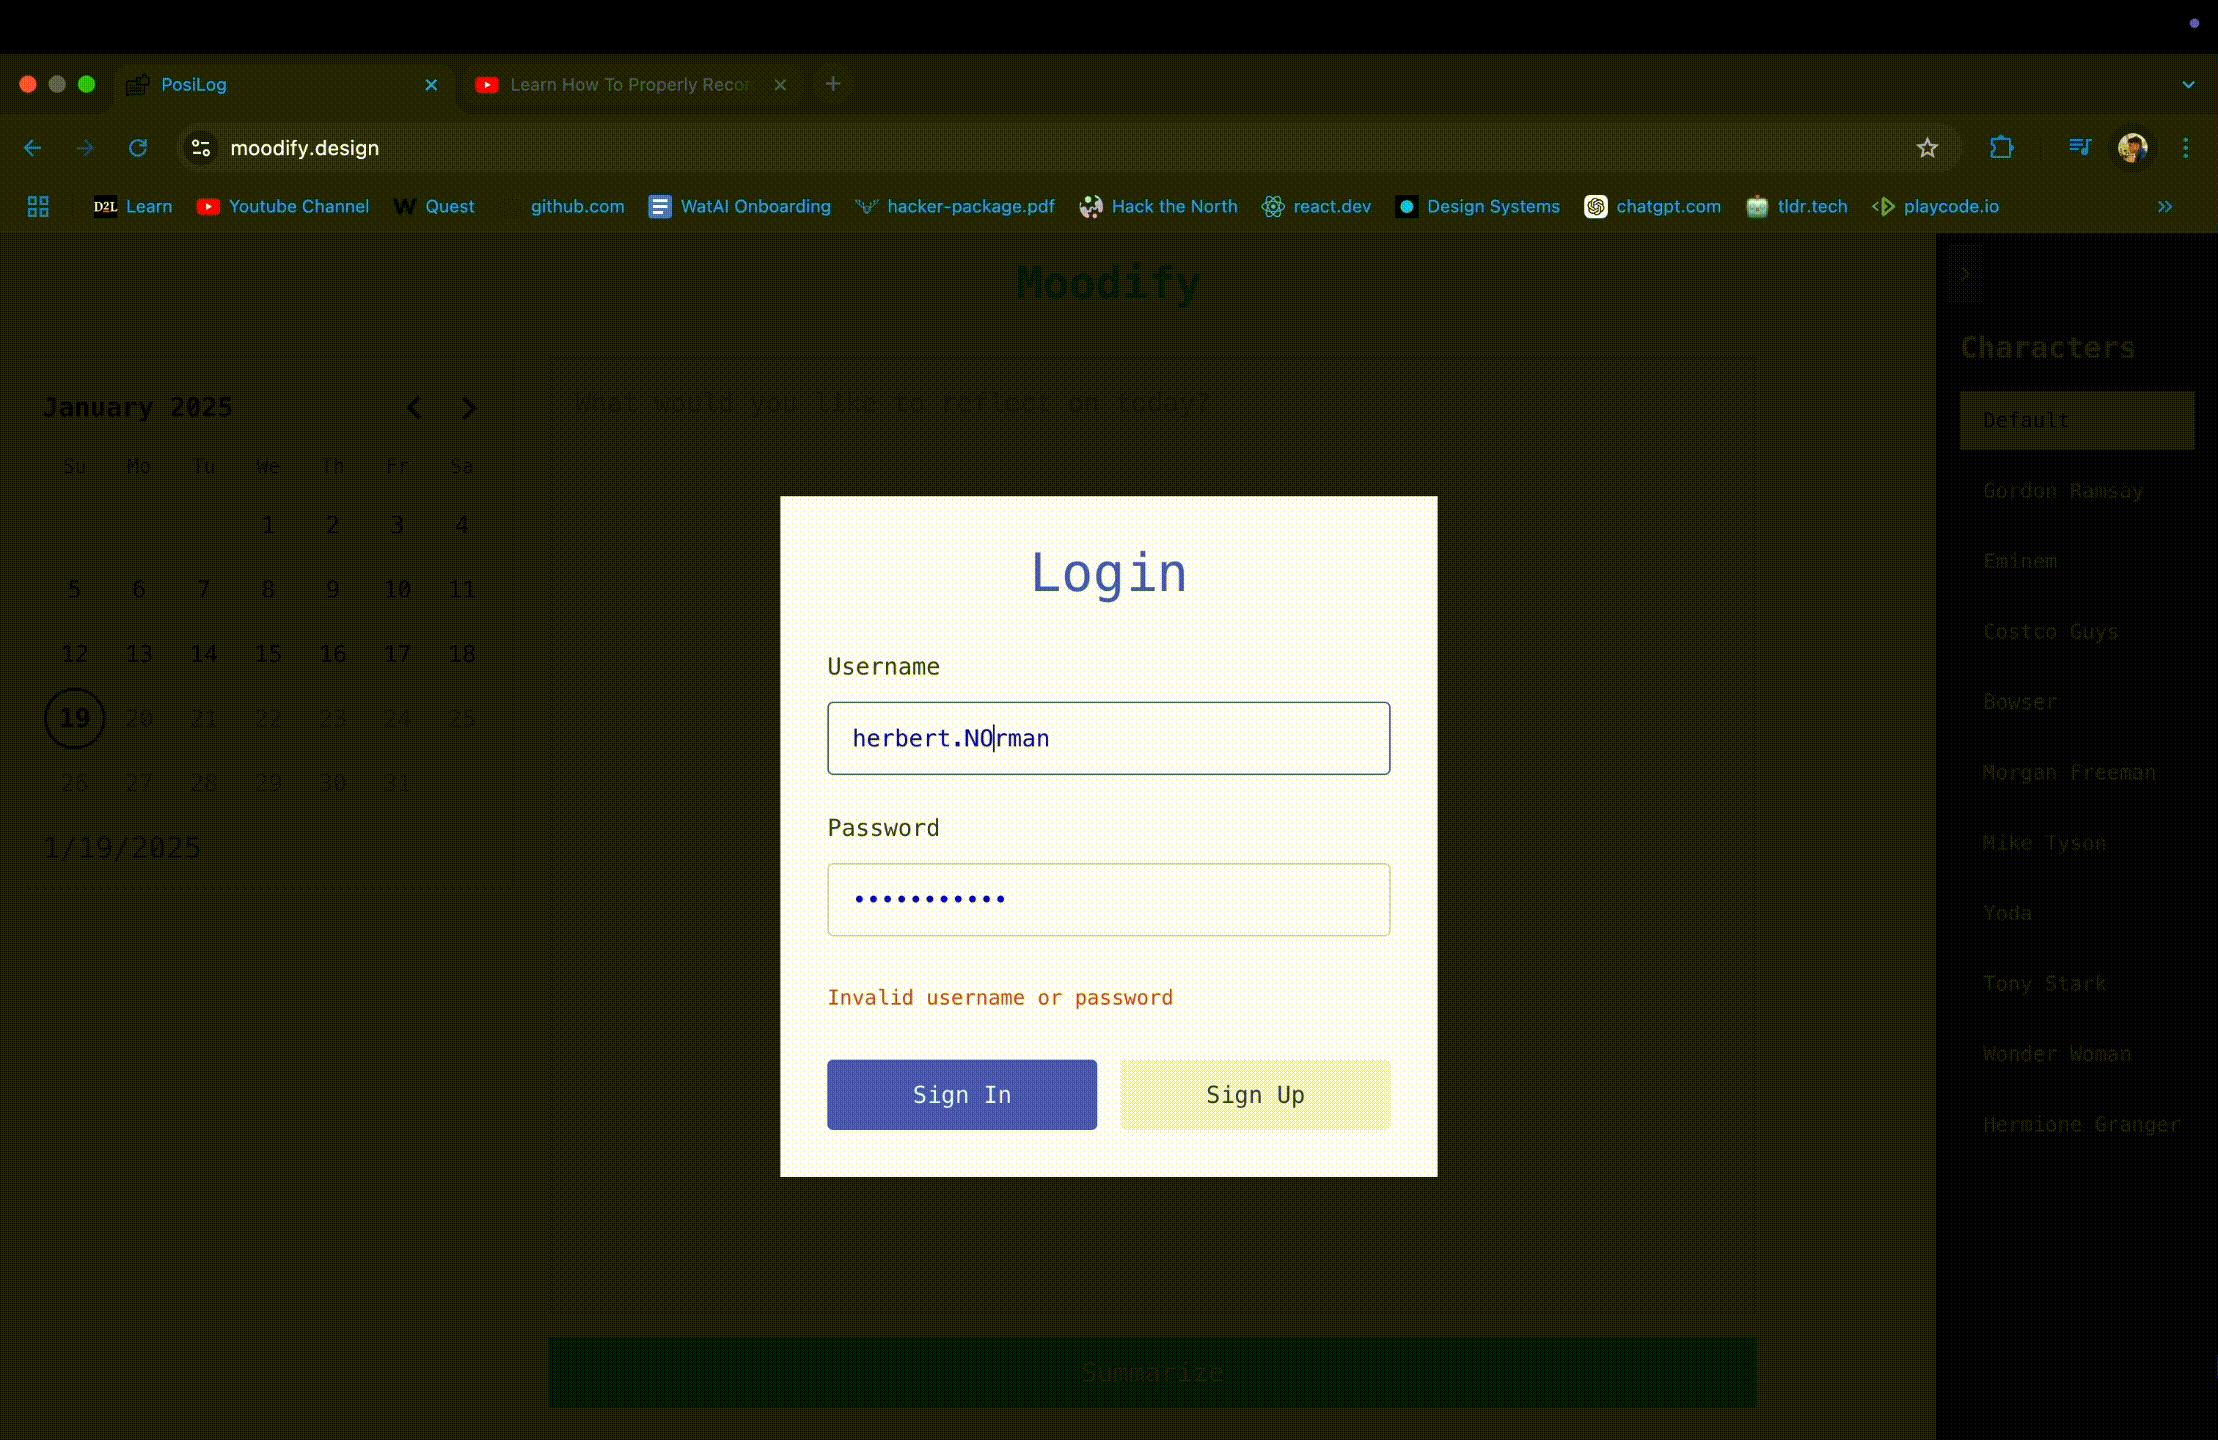 PosiLog
Learn How To Properly Recor
moodify.design
D2L Learn Youtube Channel W Quest github.com WatAI Onboarding hacker-package.pdf Hack the North react.dev Design Systems chatgpt.com tldr.tech playcode.io
Moodify
January 2025
Su Mo Tu We Th Fr Sa
1 2 3 4
5 6 7 8 9 10 11
12 13 14 15 16 17 18
19 20 21 22 23 24 25
26 27 28 29 30 31
1/19/2025
What would you like to reflect on today?
Login
Username
herbert.NOrman
Password
Invalid username or password
Sign In Sign Up
Summarize
Characters
Default
Gordon Ramsay
Eminem
Costco Guys
Bowser
Morgan Freeman
Mike Tyson
Yoda
Tony Stark
Wonder Woman
Hermione Granger